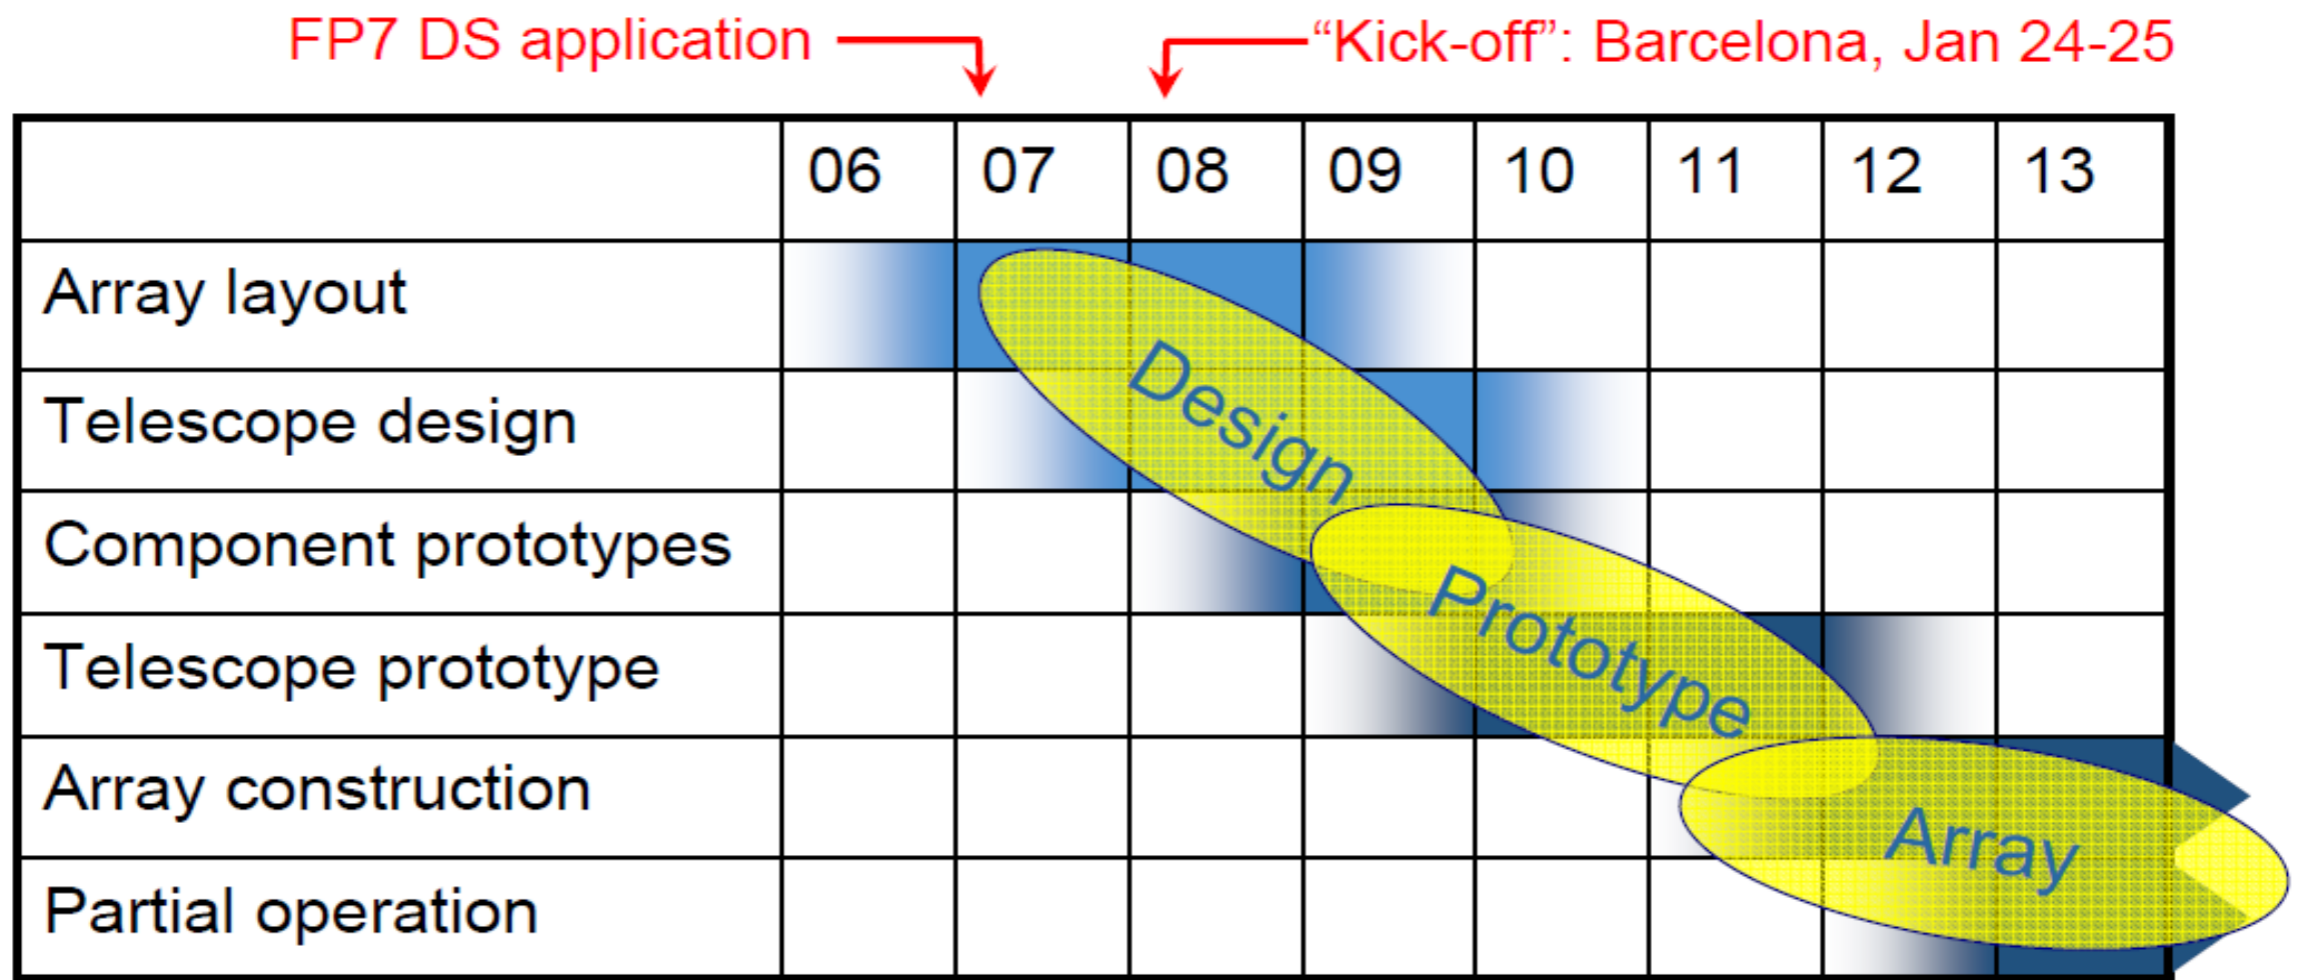 FP7 DS application
“Kick-off”: Barcelona, Jan 24-25
06 07 08 09 10 11 12 13
Array layout
Telescope design
Component prototypes
Telescope prototype
Array construction
Partial operation
Design
Prototype
Array